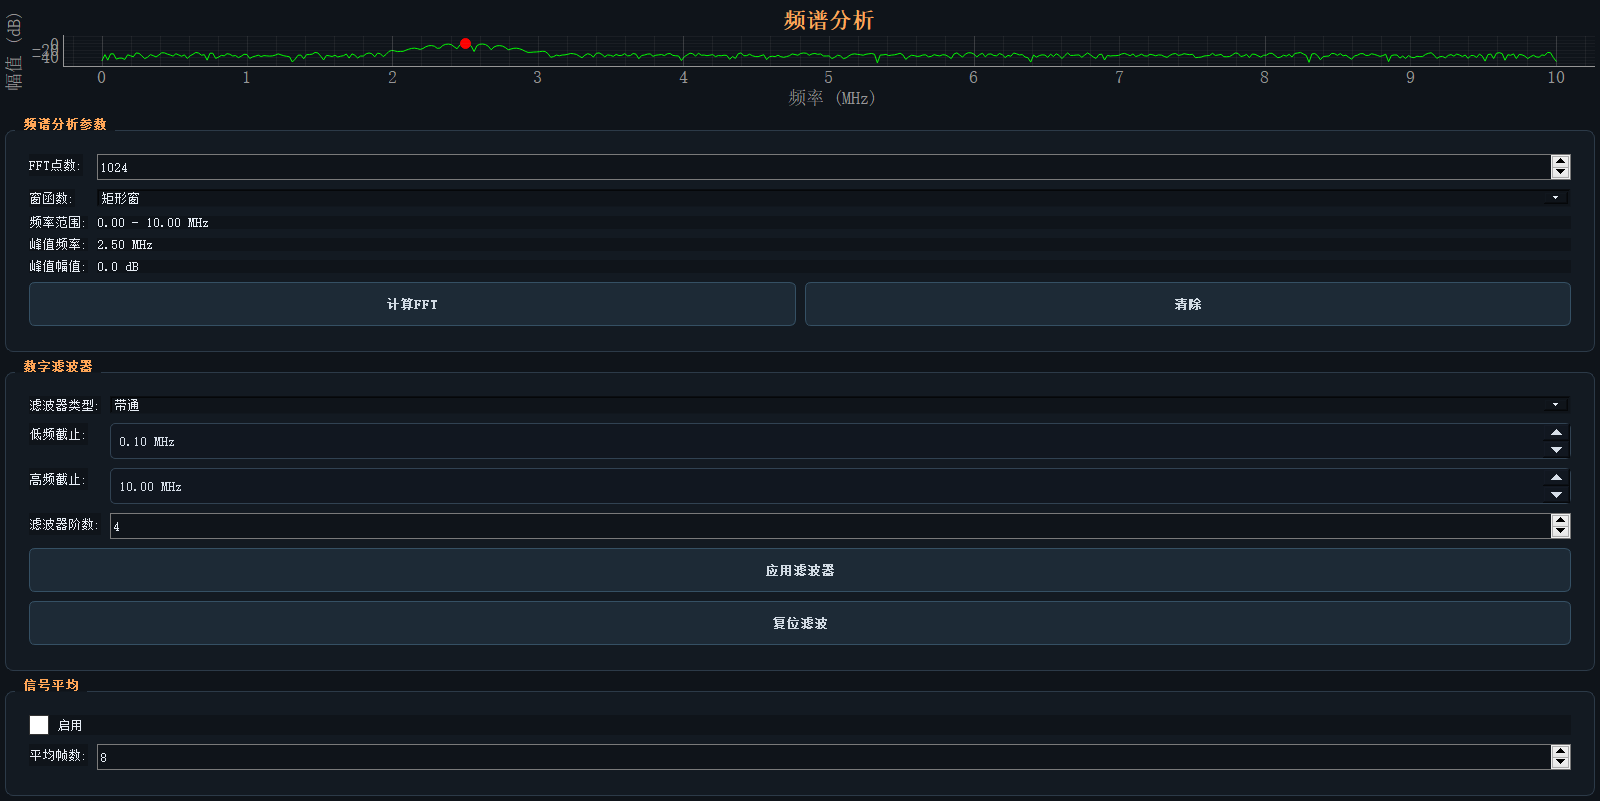 频谱分析
幅值 (dB)
0
-20
-40
0 1 2 3 4 5 6 7 8 9 10
频率 (MHz)
频谱分析参数
FFT点数: 1024
窗函数: 矩形窗
频率范围: 0.00 - 10.00 MHz
峰值频率: 2.50 MHz
峰值幅值: 0.0 dB
计算FFT 清除
数字滤波器
滤波器类型: 带通
低频截止: 0.10 MHz
高频截止: 10.00 MHz
滤波器阶数: 4
应用滤波器
复位滤波
信号平均
启用
平均帧数: 8